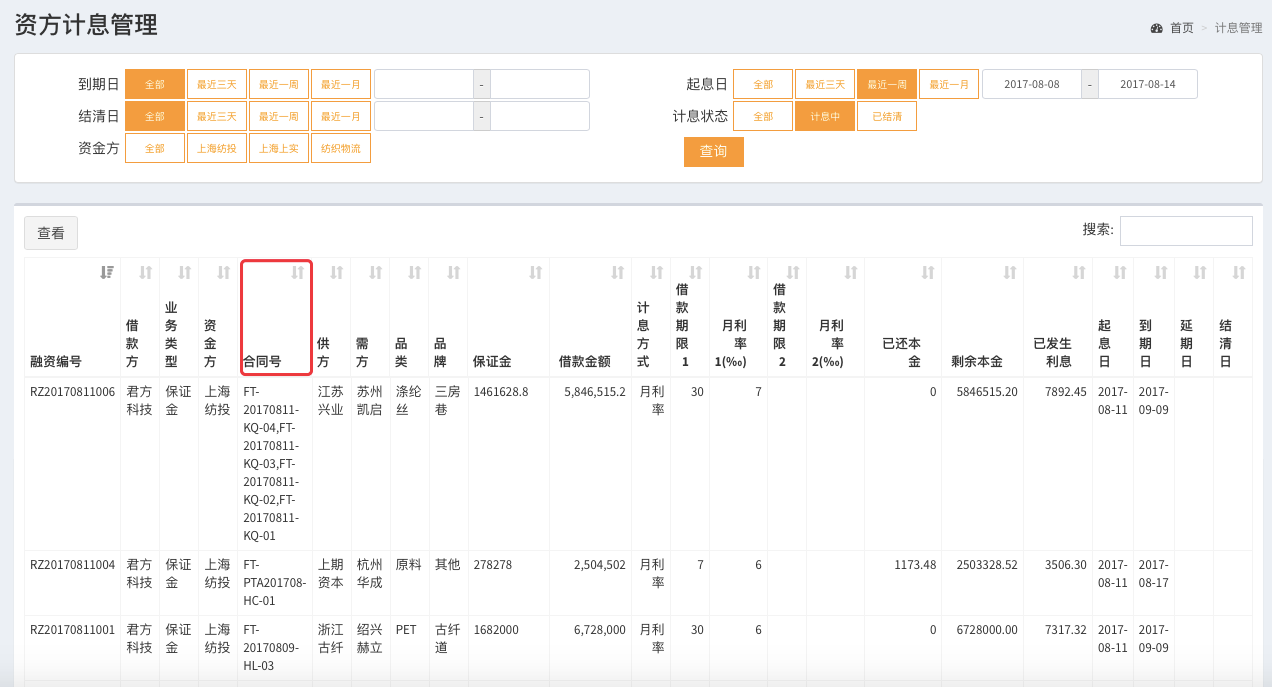 资方计息管理
首页 > 计息管理
到期日 全部 最近三天 最近一周 最近一月 -
起息日 全部 最近三天 最近一周 最近一月 2017-08-08 - 2017-08-14
结清日 全部 最近三天 最近一周 最近一月 -
计息状态 全部 计息中 已结清
资金方 全部 上海纺投 上海上实 纺织物流
查询
查看
搜索:
融资编号
借
款
方
业
务
类
型
资
金
方
合同号
供
方
需
方
品
类
品
牌
保证金
借款金额
计
息
方
式
借
款
期
限
1
月利
率
1(‰)
借
款
期
限
2
月利
率
2(‰)
已还本
金
剩余本金
已发生
利息
起
息
日
到
期
日
延
期
日
结
清
日
RZ20170811006
君方
科技
保证
金
上海
纺投
FT-
20170811-
KQ-04,FT-
20170811-
KQ-03,FT-
20170811-
KQ-02,FT-
20170811-
KQ-01
江苏
兴业
苏州
凯启
涤纶
丝
三房
巷
1461628.8
5,846,515.2
月利
率
30
7
0
5846515.20
7892.45
2017-
08-11
2017-
09-09
RZ20170811004
君方
科技
保证
金
上海
纺投
FT-
PTA201708-
HC-01
上期
资本
杭州
华成
原料
其他
278278
2,504,502
月利
率
7
6
1173.48
2503328.52
3506.30
2017-
08-11
2017-
08-17
RZ20170811001
君方
科技
保证
金
上海
纺投
FT-
20170809-
HL-03
浙江
古纤
绍兴
赫立
PET
古纤
道
1682000
6,728,000
月利
率
30
6
0
6728000.00
7317.32
2017-
08-11
2017-
09-09